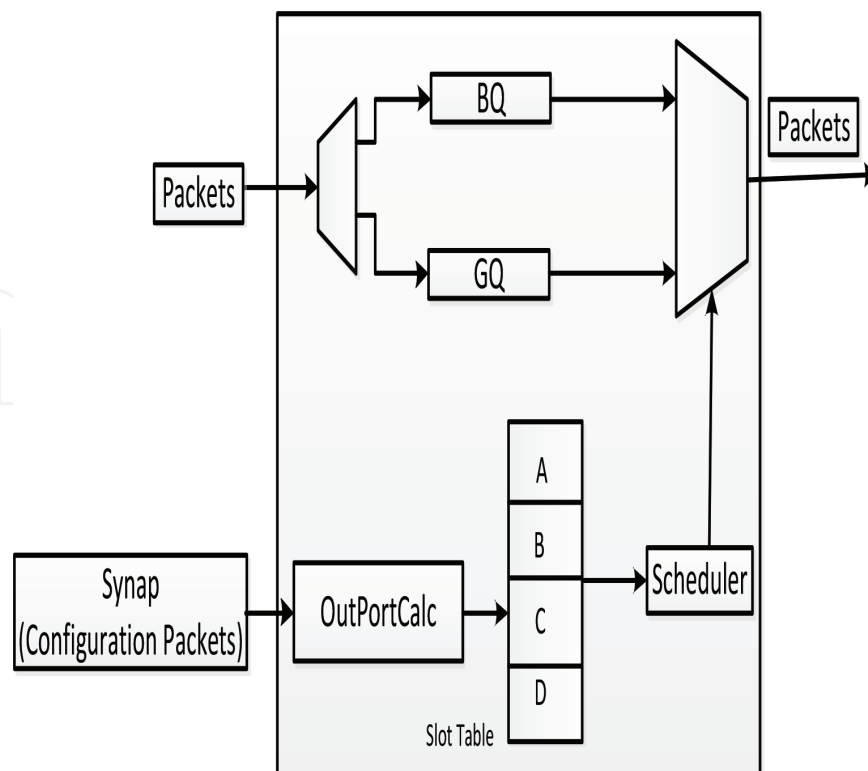 BQ
Packets
Packets
GQ
A
B
C
D
Scheduler
Synap
(Configuration Packets)
OutPortCalc
Slot Table